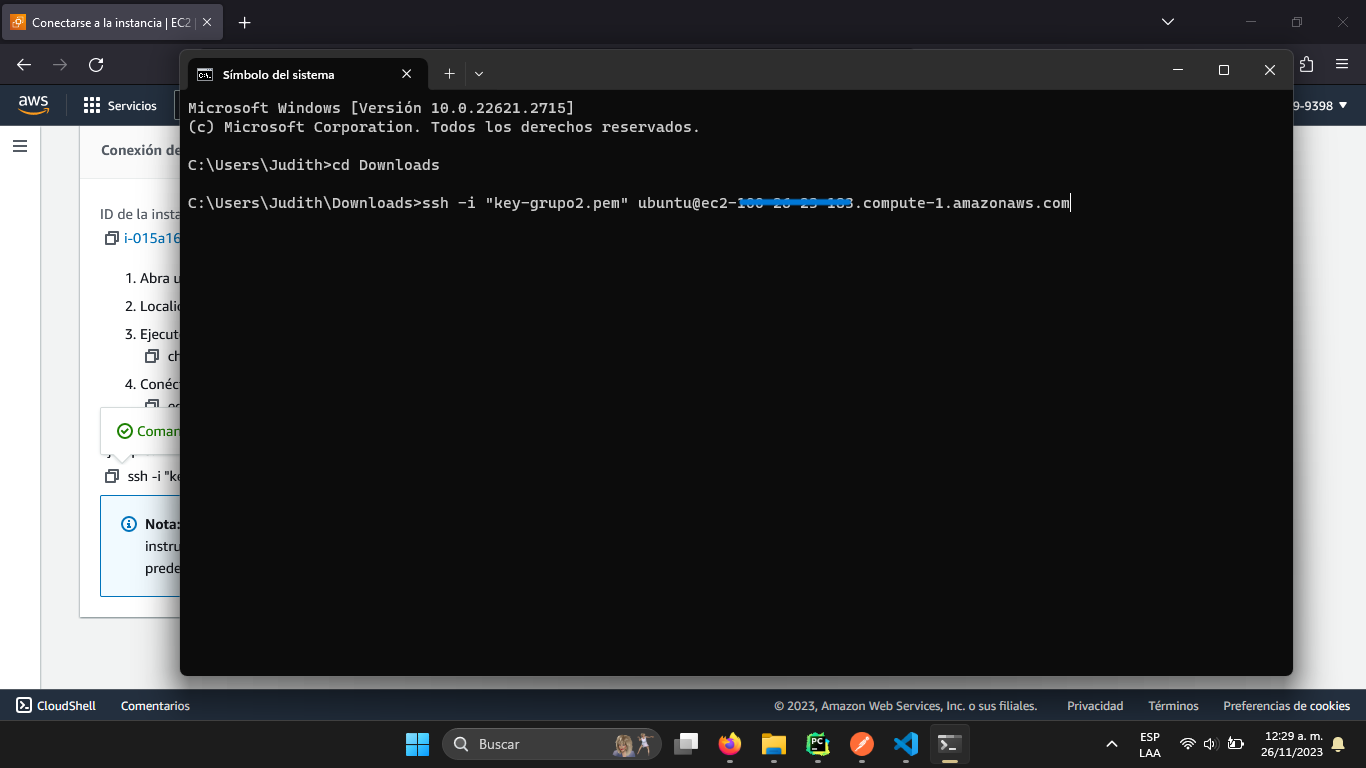 Conectarse a la instancia | EC2
Símbolo del sistema
aws
Servicios
9-9398
Microsoft Windows [Versión 10.0.22621.2715]
(c) Microsoft Corporation. Todos los derechos reservados.
C:\Users\Judith>cd Downloads
C:\Users\Judith\Downloads>ssh -i "key-grupo2.pem" ubuntu@ec2-.compute-1.amazonaws.com
Conexión de
ID de la insta
i-015a16
1. Abra u
2. Locali
3. Ejecut
ch
4. Conéc
Coman
ssh -i "ke
Nota:
instru
prede
CloudShell
Comentarios
© 2023, Amazon Web Services, Inc. o sus filiales.
Privacidad
Términos
Preferencias de cookies
Buscar
ESP
LAA
12:29 a. m.
26/11/2023